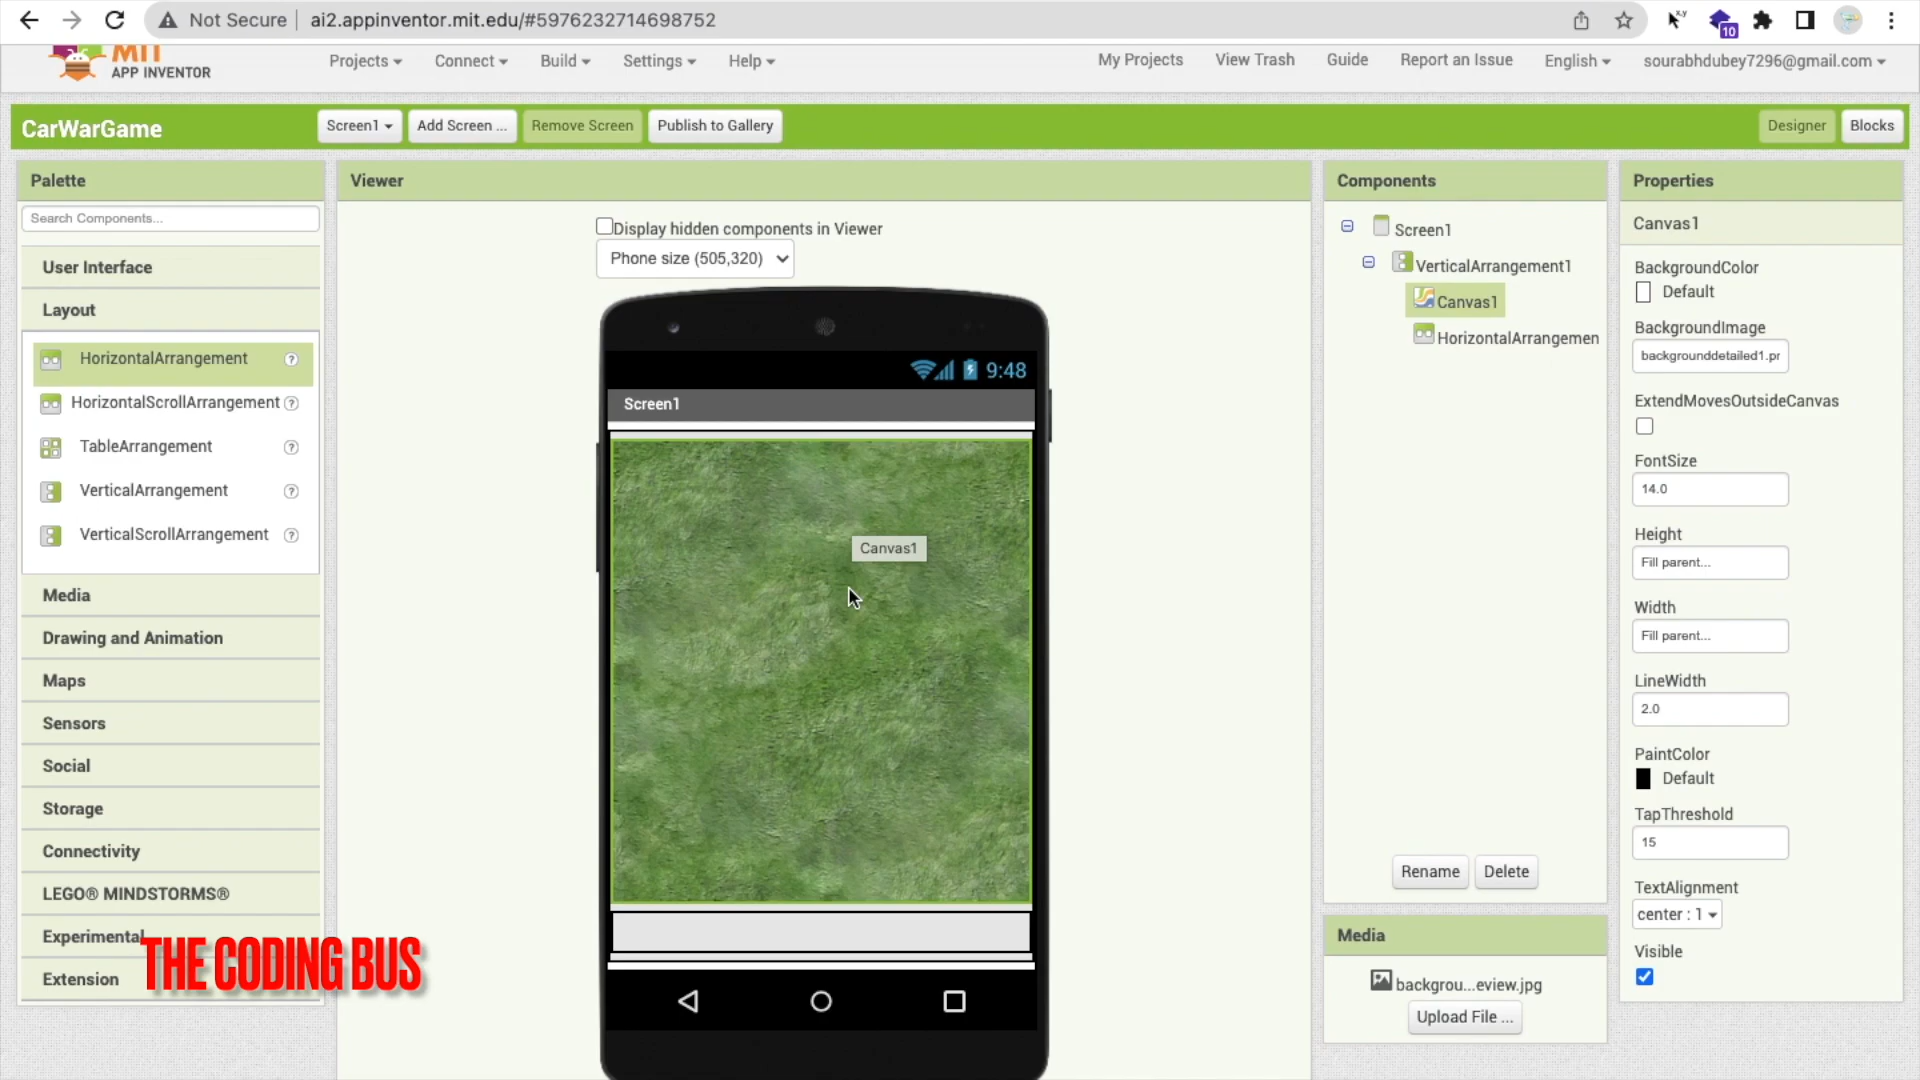 Not Secure
ai2.appinventor.mit.edu/#5976232714698752
10
MIT
APP INVENTOR
Projects
Connect
Build
Settings
Help
My Projects
View Trash
Guide
Report an Issue
English
sourabhdubey7296@gmail.com
CarWarGame
Screen1
Add Screen ...
Remove Screen
Publish to Gallery
Designer
Blocks
Palette
Search Components...
User Interface
Layout
HorizontalArrangement
HorizontalScrollArrangement
TableArrangement
VerticalArrangement
VerticalScrollArrangement
Media
Drawing and Animation
Maps
Sensors
Social
Storage
Connectivity
LEGO® MINDSTORMS®
Experimental
Extension
THE CODING BUS
Viewer
Display hidden components in Viewer
Phone size (505,320)
9:48
Screen1
Canvas1
Components
Screen1
VerticalArrangement1
Canvas1
HorizontalArrangemen
Rename
Delete
Media
backgrou...eview.jpg
Upload File ...
Properties
Canvas1
BackgroundColor
Default
BackgroundImage
backgrounddetailed1.pr
ExtendMovesOutsideCanvas
FontSize
14.0
Height
Fill parent...
Width
Fill parent...
LineWidth
2.0
PaintColor
Default
TapThreshold
15
TextAlignment
center : 1
Visible